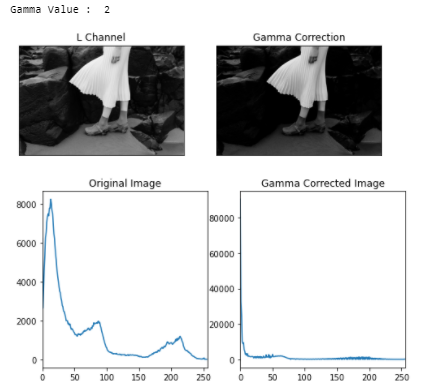 Gamma Value :  2
L Channel
Gamma Correction
Original Image
Gamma Corrected Image
8000
6000
4000
2000
0
0 50 100 150 200 250
80000
60000
40000
20000
0
0 50 100 150 200 250